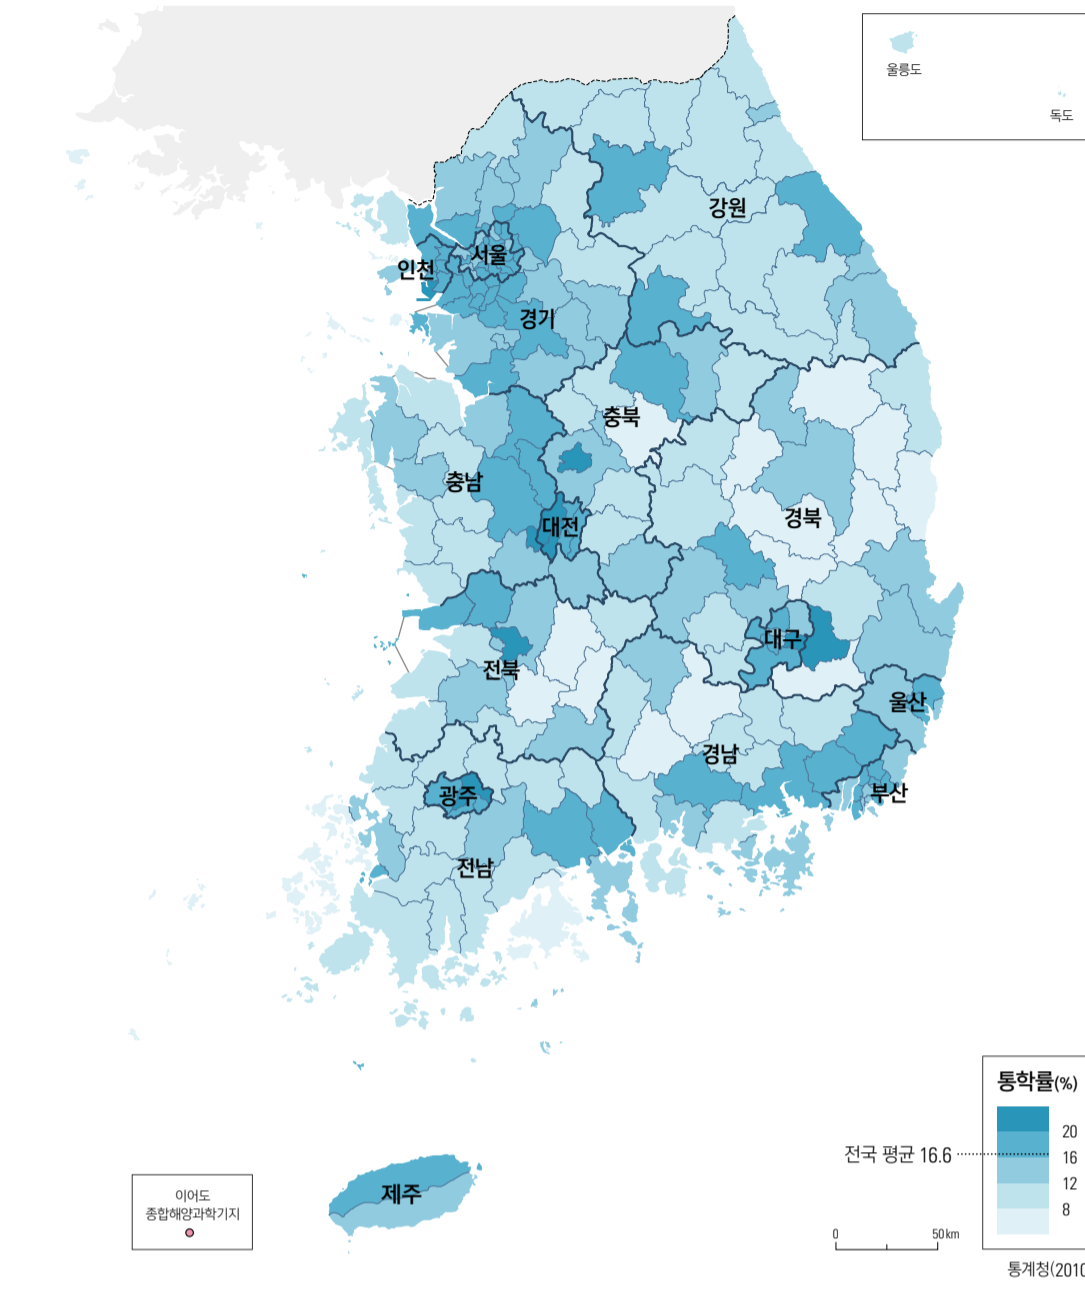 울릉도
독도
강원
서울
인천
경기
충북
충남
경북
대전
대구
전북
울산
경남
부산
광주
전남
제주
이어도
종합해양과학기지
통학률(%)
20
전국 평균 16.6
16
12
8
0
50km
통계청(2010